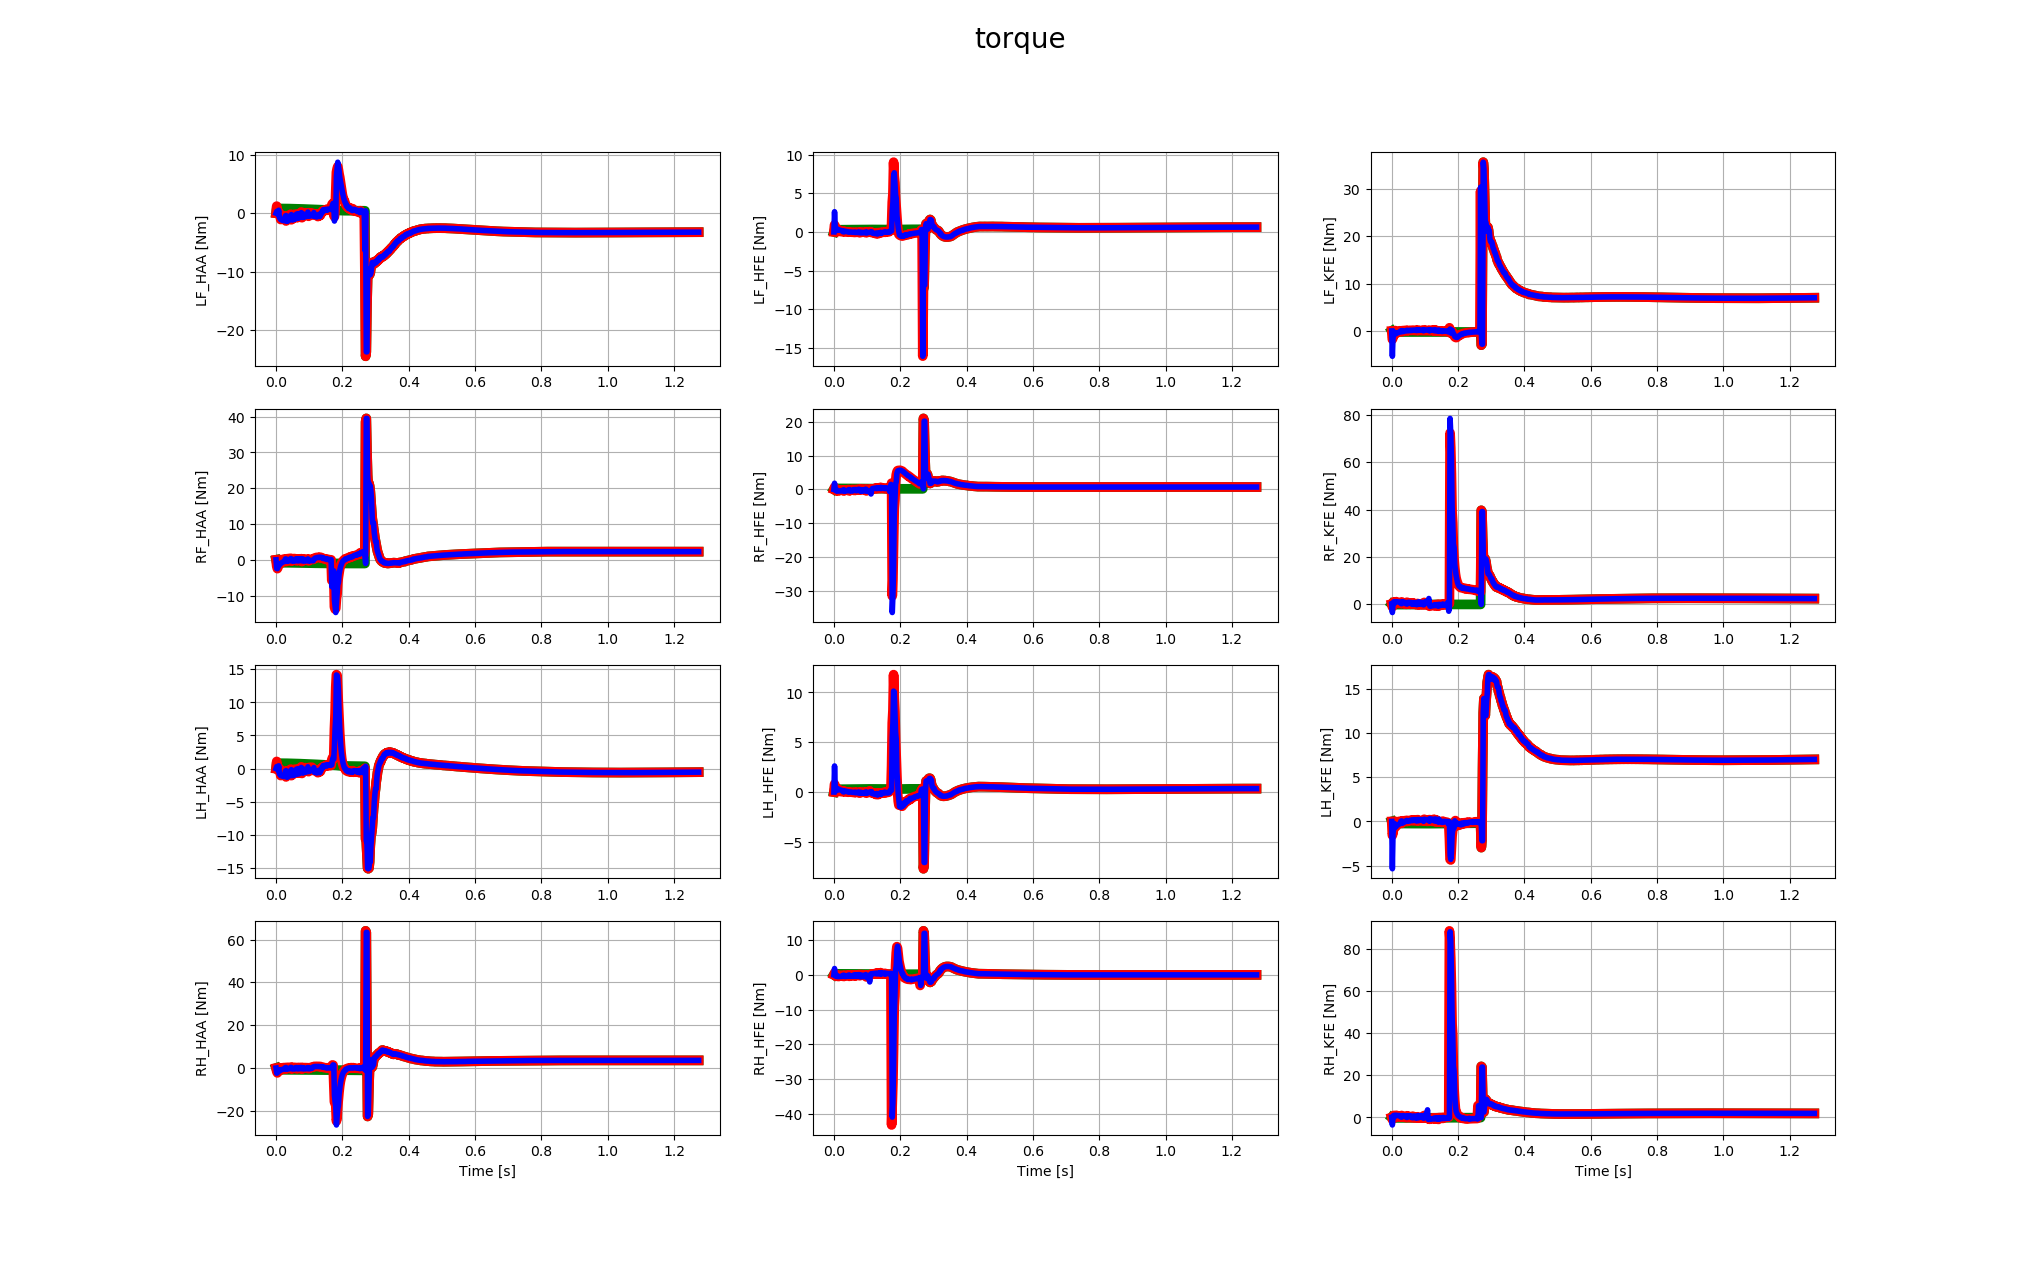 torque
LF_HAA [Nm]
10
0
−10
−20
0.0 0.2 0.4 0.6 0.8 1.0 1.2
LF_HFE [Nm]
10
5
0
−5
−10
−15
0.0 0.2 0.4 0.6 0.8 1.0 1.2
LF_KFE [Nm]
30
20
10
0
0.0 0.2 0.4 0.6 0.8 1.0 1.2
RF_HAA [Nm]
40
30
20
10
0
−10
0.0 0.2 0.4 0.6 0.8 1.0 1.2
RF_HFE [Nm]
20
10
0
−10
−20
−30
0.0 0.2 0.4 0.6 0.8 1.0 1.2
RF_KFE [Nm]
80
60
40
20
0
0.0 0.2 0.4 0.6 0.8 1.0 1.2
LH_HAA [Nm]
15
10
5
0
−5
−10
−15
0.0 0.2 0.4 0.6 0.8 1.0 1.2
LH_HFE [Nm]
10
5
0
−5
0.0 0.2 0.4 0.6 0.8 1.0 1.2
LH_KFE [Nm]
15
10
5
0
−5
0.0 0.2 0.4 0.6 0.8 1.0 1.2
RH_HAA [Nm]
60
40
20
0
−20
0.0 0.2 0.4 0.6 0.8 1.0 1.2
Time [s]
RH_HFE [Nm]
10
0
−10
−20
−30
−40
0.0 0.2 0.4 0.6 0.8 1.0 1.2
Time [s]
RH_KFE [Nm]
80
60
40
20
0
0.0 0.2 0.4 0.6 0.8 1.0 1.2
Time [s]